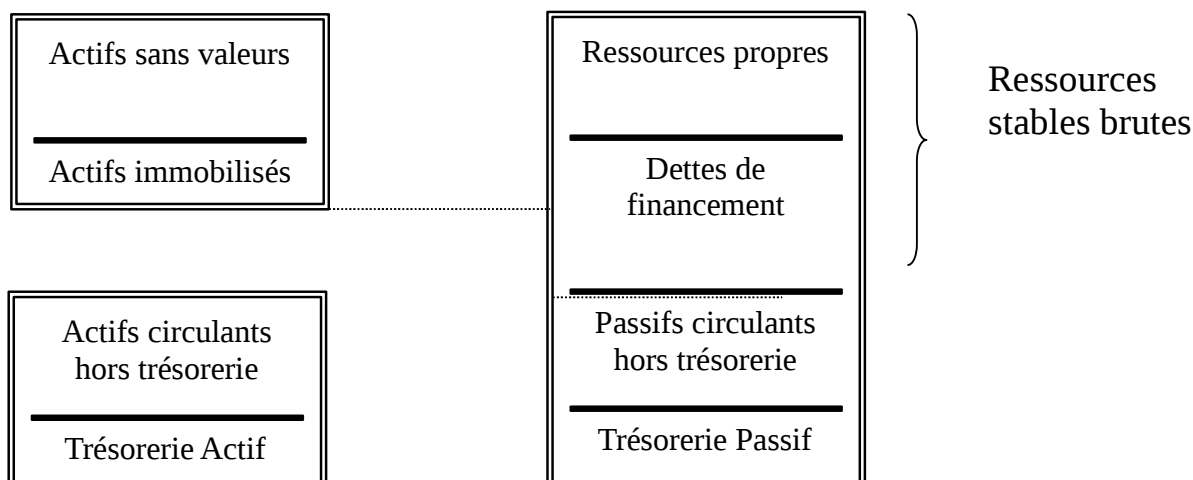 Actifs sans valeurs
Actifs immobilisés
Actifs circulants
hors trésorerie
Trésorerie Actif
Ressources propres
Dettes de
financement
Passifs circulants
hors trésorerie
Trésorerie Passif
Ressources
stables brutes